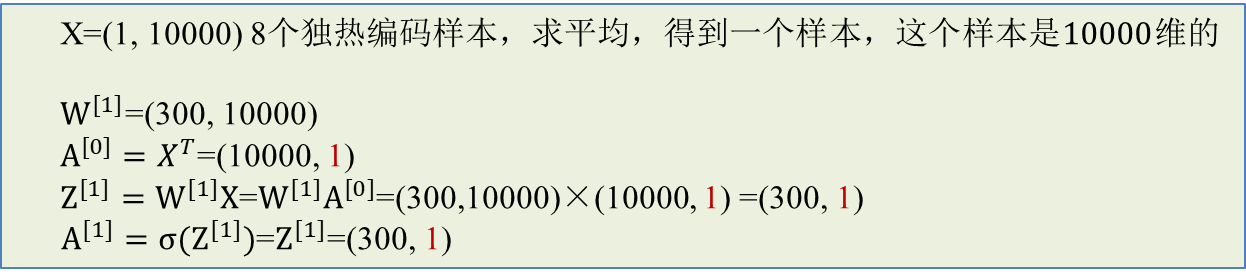 X=(1, 10000) 8个独热编码样本，求平均，得到一个样本，这个样本是10000维的
W^[1]=(300, 10000)
A^[0] = X^T=(10000, 1)
Z^[1] = W^[1]X=W^[1]A^[0]=(300,10000)×(10000, 1) =(300, 1)
A^[1] = σ(Z^[1])=Z^[1]=(300, 1)